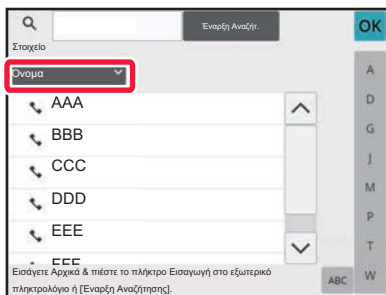 Έναρξη Αναζήτ.
OK
Στοιχείο
Όνομα
A
AAA
D
BBB
G
CCC
J
DDD
M
EEE
P
FFF
T
Εισάγετε Αρχικά & πιέστε το πλήκτρο Εισαγωγή στο εξωτερικό
πληκτρολόγιο ή [Έναρξη Αναζήτησης].
ABC
W